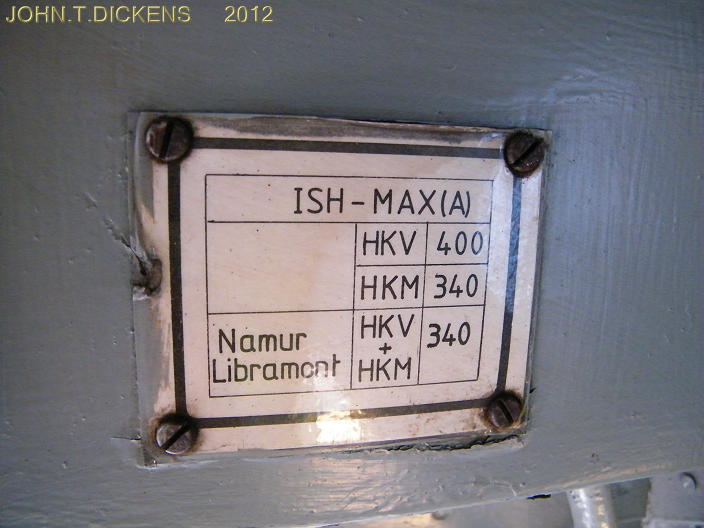 JOHN.T.DICKENS 2012
ISH-MAX(A)
HKV 400
HKM 340
Namur
Libramont
HKV
+
HKM
340